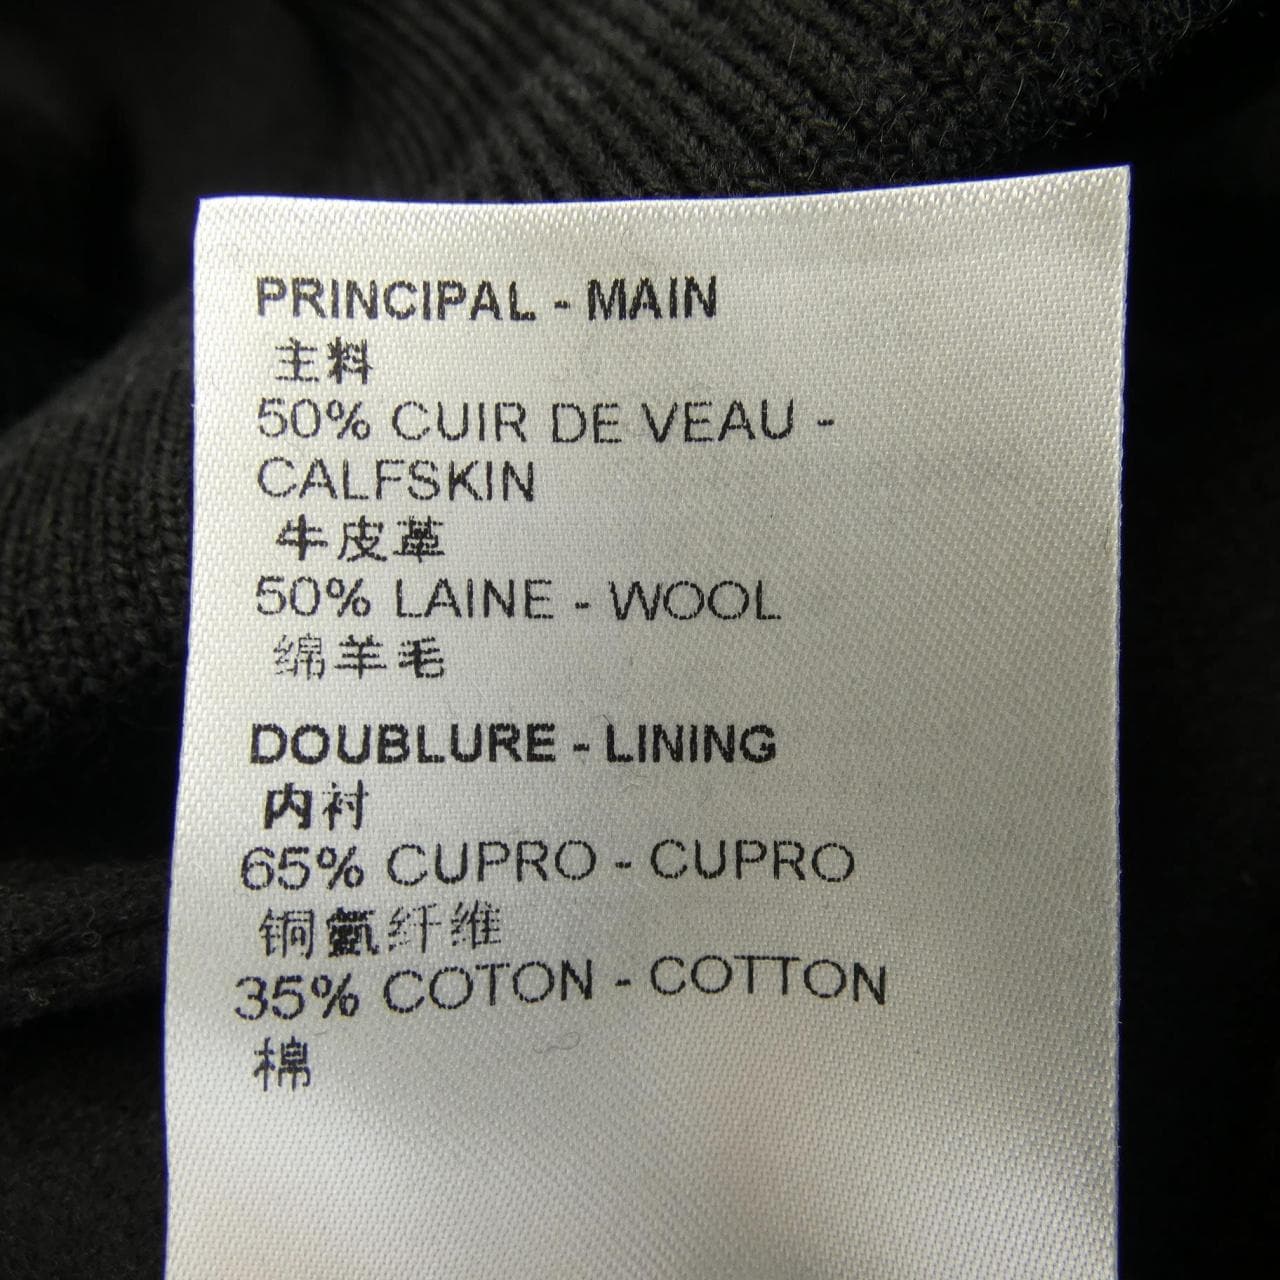 PRINCIPAL - MAIN
主料
50% CUIR DE VEAU -
CALFSKIN
牛皮革
50% LAINE - WOOL
绵羊毛
DOUBLURE - LINING
内衬
65% CUPRO - CUPRO
铜氨纤维
35% COTON - COTTON
棉